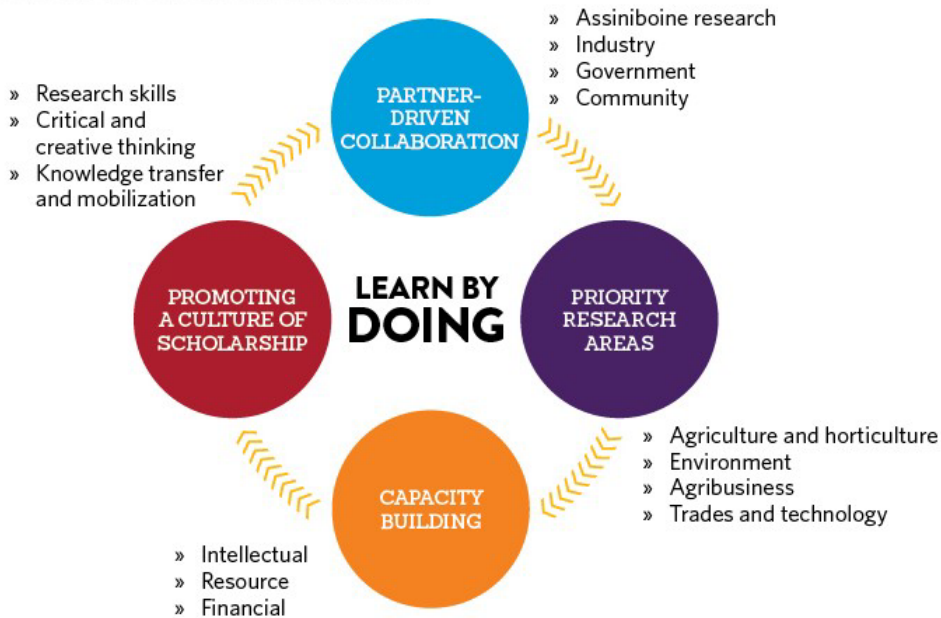 PARTNER-
DRIVEN
COLLABORATION
» Assiniboine research
» Industry
» Government
» Community
» Research skills
» Critical and
creative thinking
» Knowledge transfer
and mobilization
PROMOTING
A CULTURE OF
SCHOLARSHIP
LEARN BY
DOING
PRIORITY
RESEARCH
AREAS
» Agriculture and horticulture
» Environment
» Agribusiness
» Trades and technology
CAPACITY
BUILDING
» Intellectual
» Resource
» Financial